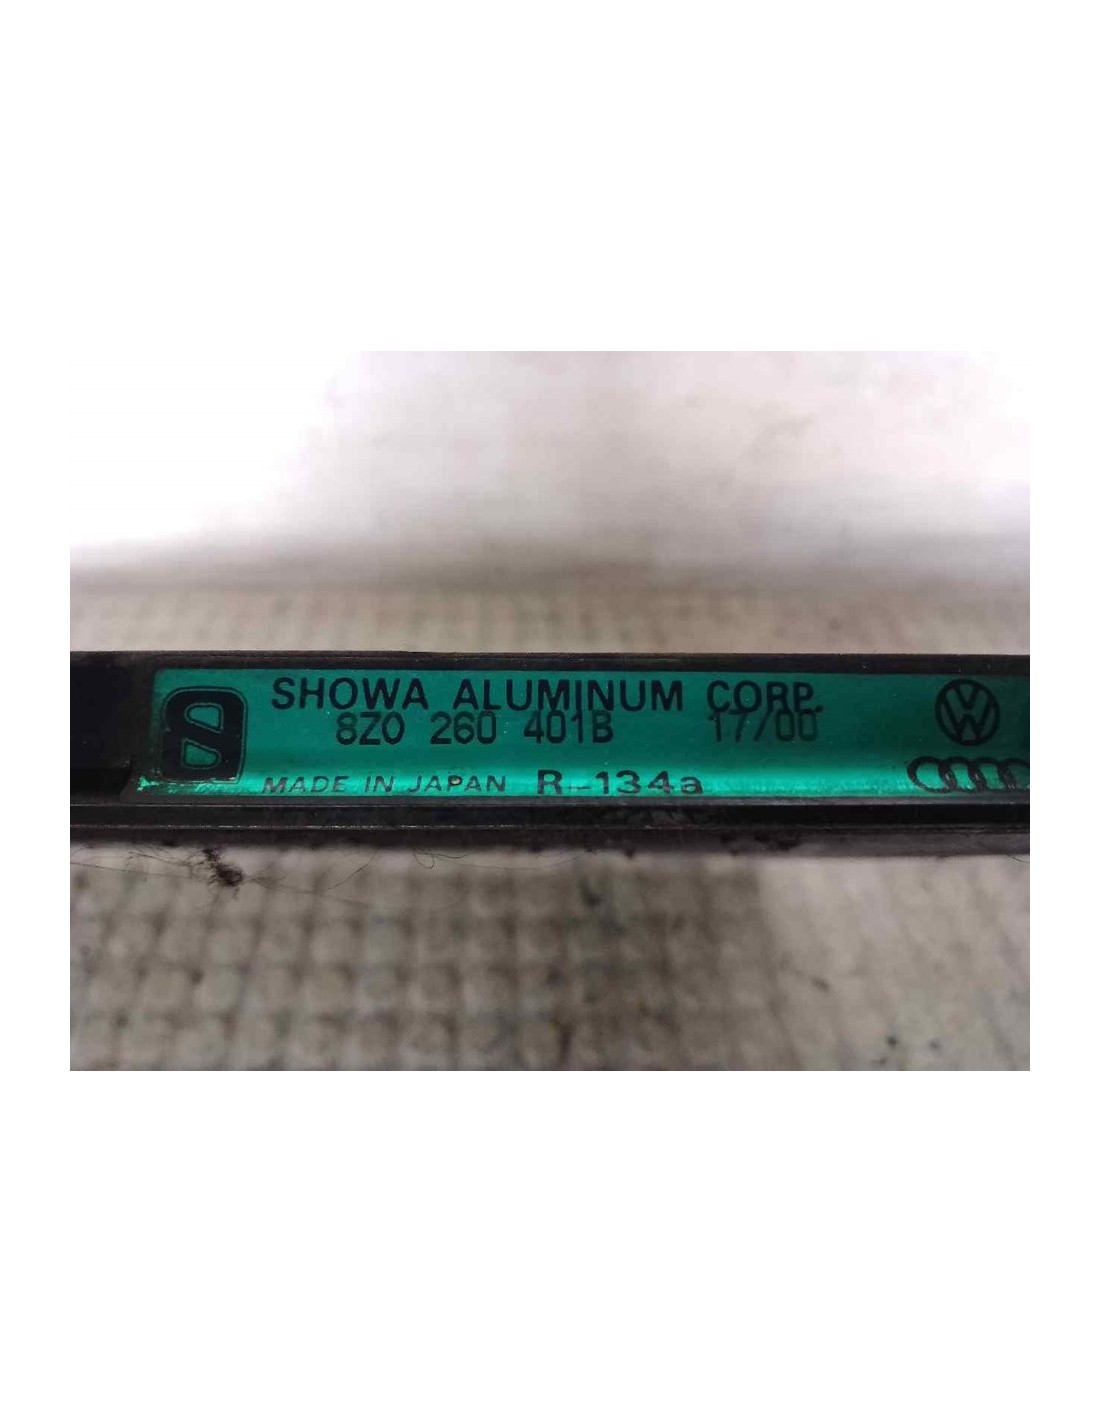 SHOWA ALUMINUM CORP.
8Z0 260 401B 17/00
MADE IN JAPAN R-134a